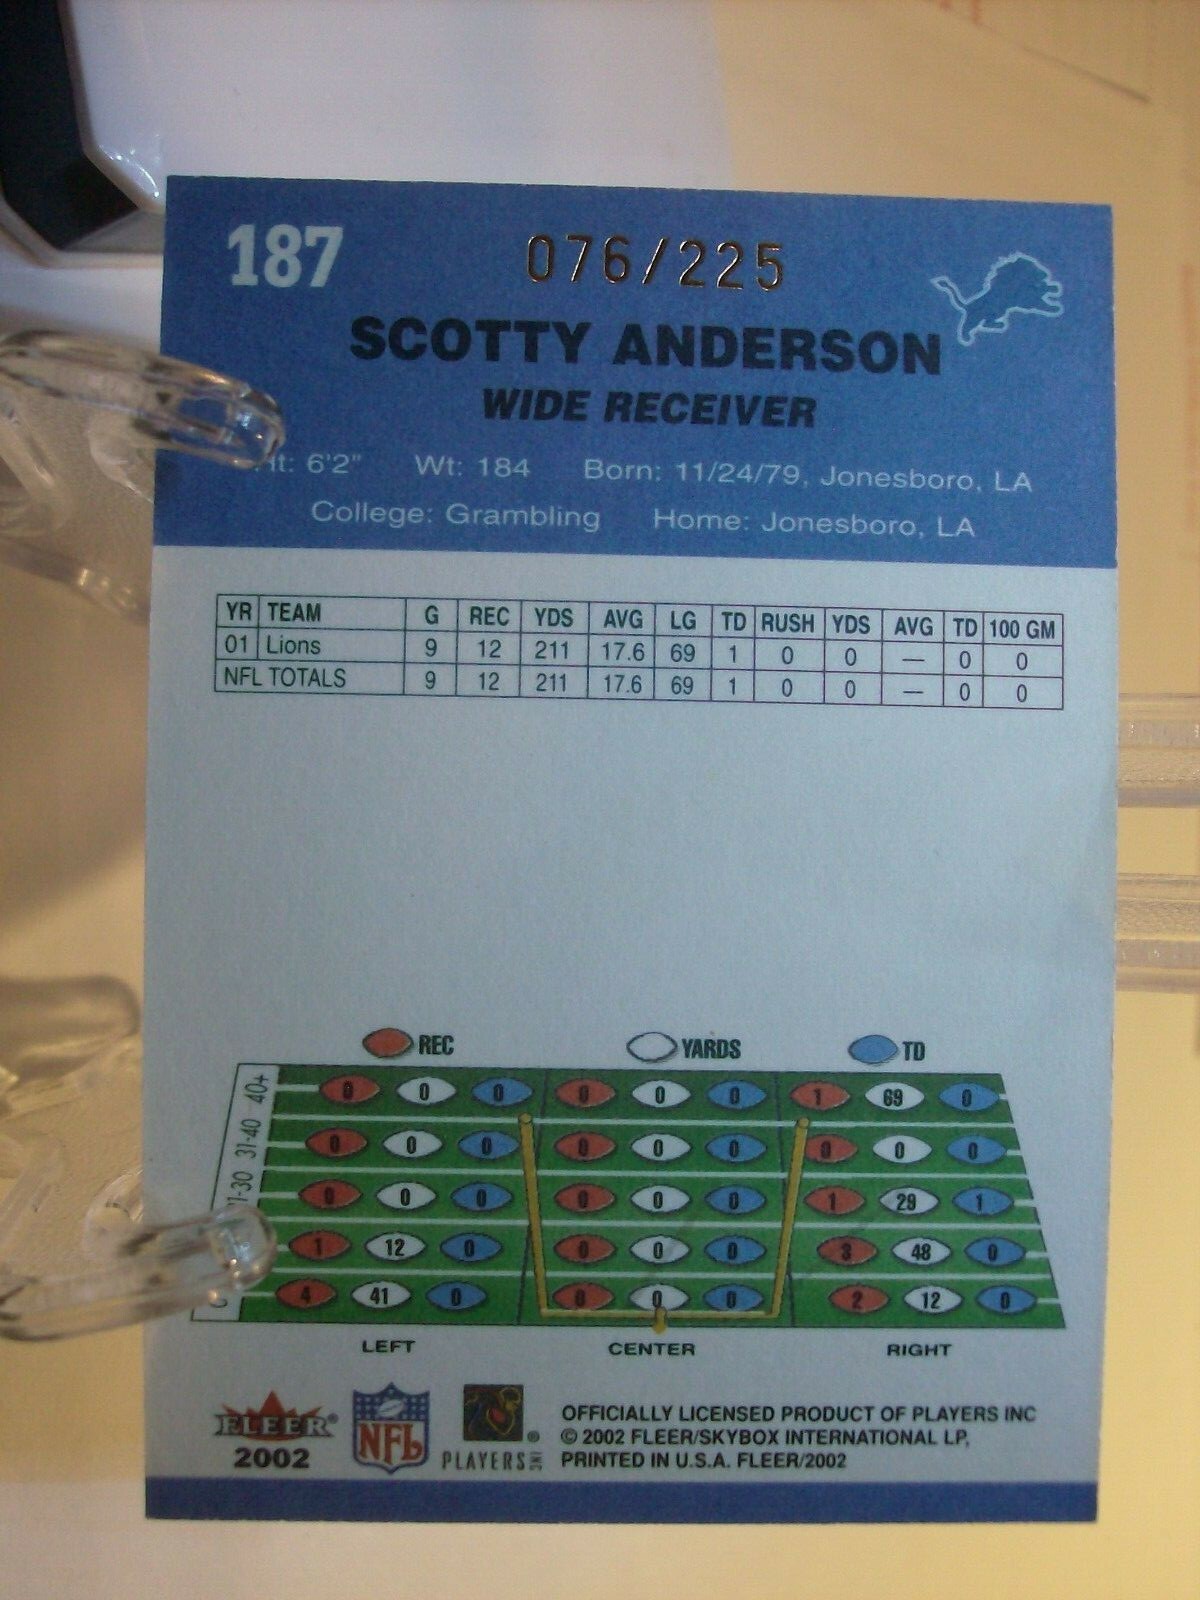 187
076/225
SCOTTY ANDERSON
WIDE RECEIVER
Ht: 6'2" Wt: 184 Born: 11/24/79, Jonesboro, LA
College: Grambling Home: Jonesboro, LA
YR TEAM G REC YDS AVG LG TD RUSH YDS AVG TD 100 GM
01 Lions 9 12 211 17.6 69 1 0 0 — 0 0
NFL TOTALS 9 12 211 17.6 69 1 0 0 — 0 0
REC YARDS TD
40+ 0 0 0 0 0 0 1 69 0
31-40 0 0 0 0 0 0 0 0 0
1-30 0 0 0 0 0 0 1 29 1
1 12 0 0 0 0 3 48 0
4 41 0 0 0 0 2 12 0
LEFT CENTER RIGHT
FLEER®
2002
NFL
PLAYERS INC ®
OFFICIALLY LICENSED PRODUCT OF PLAYERS INC
© 2002 FLEER/SKYBOX INTERNATIONAL LP,
PRINTED IN U.S.A. FLEER/2002